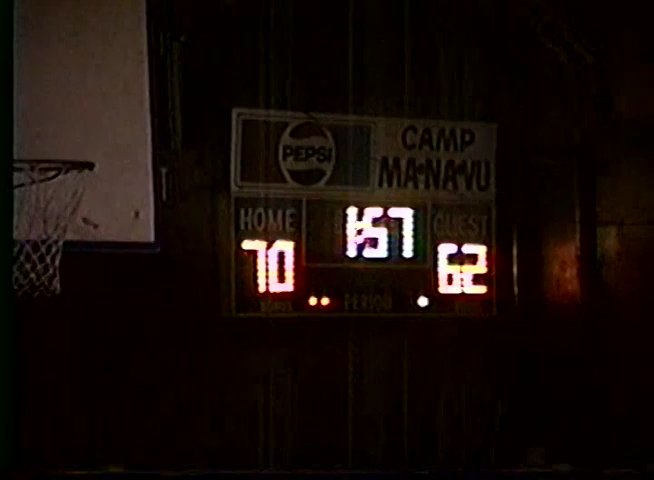 PEPSI
CAMP
MA·NA·VU
HOME
1:57
GUEST
70
62
PERIOD